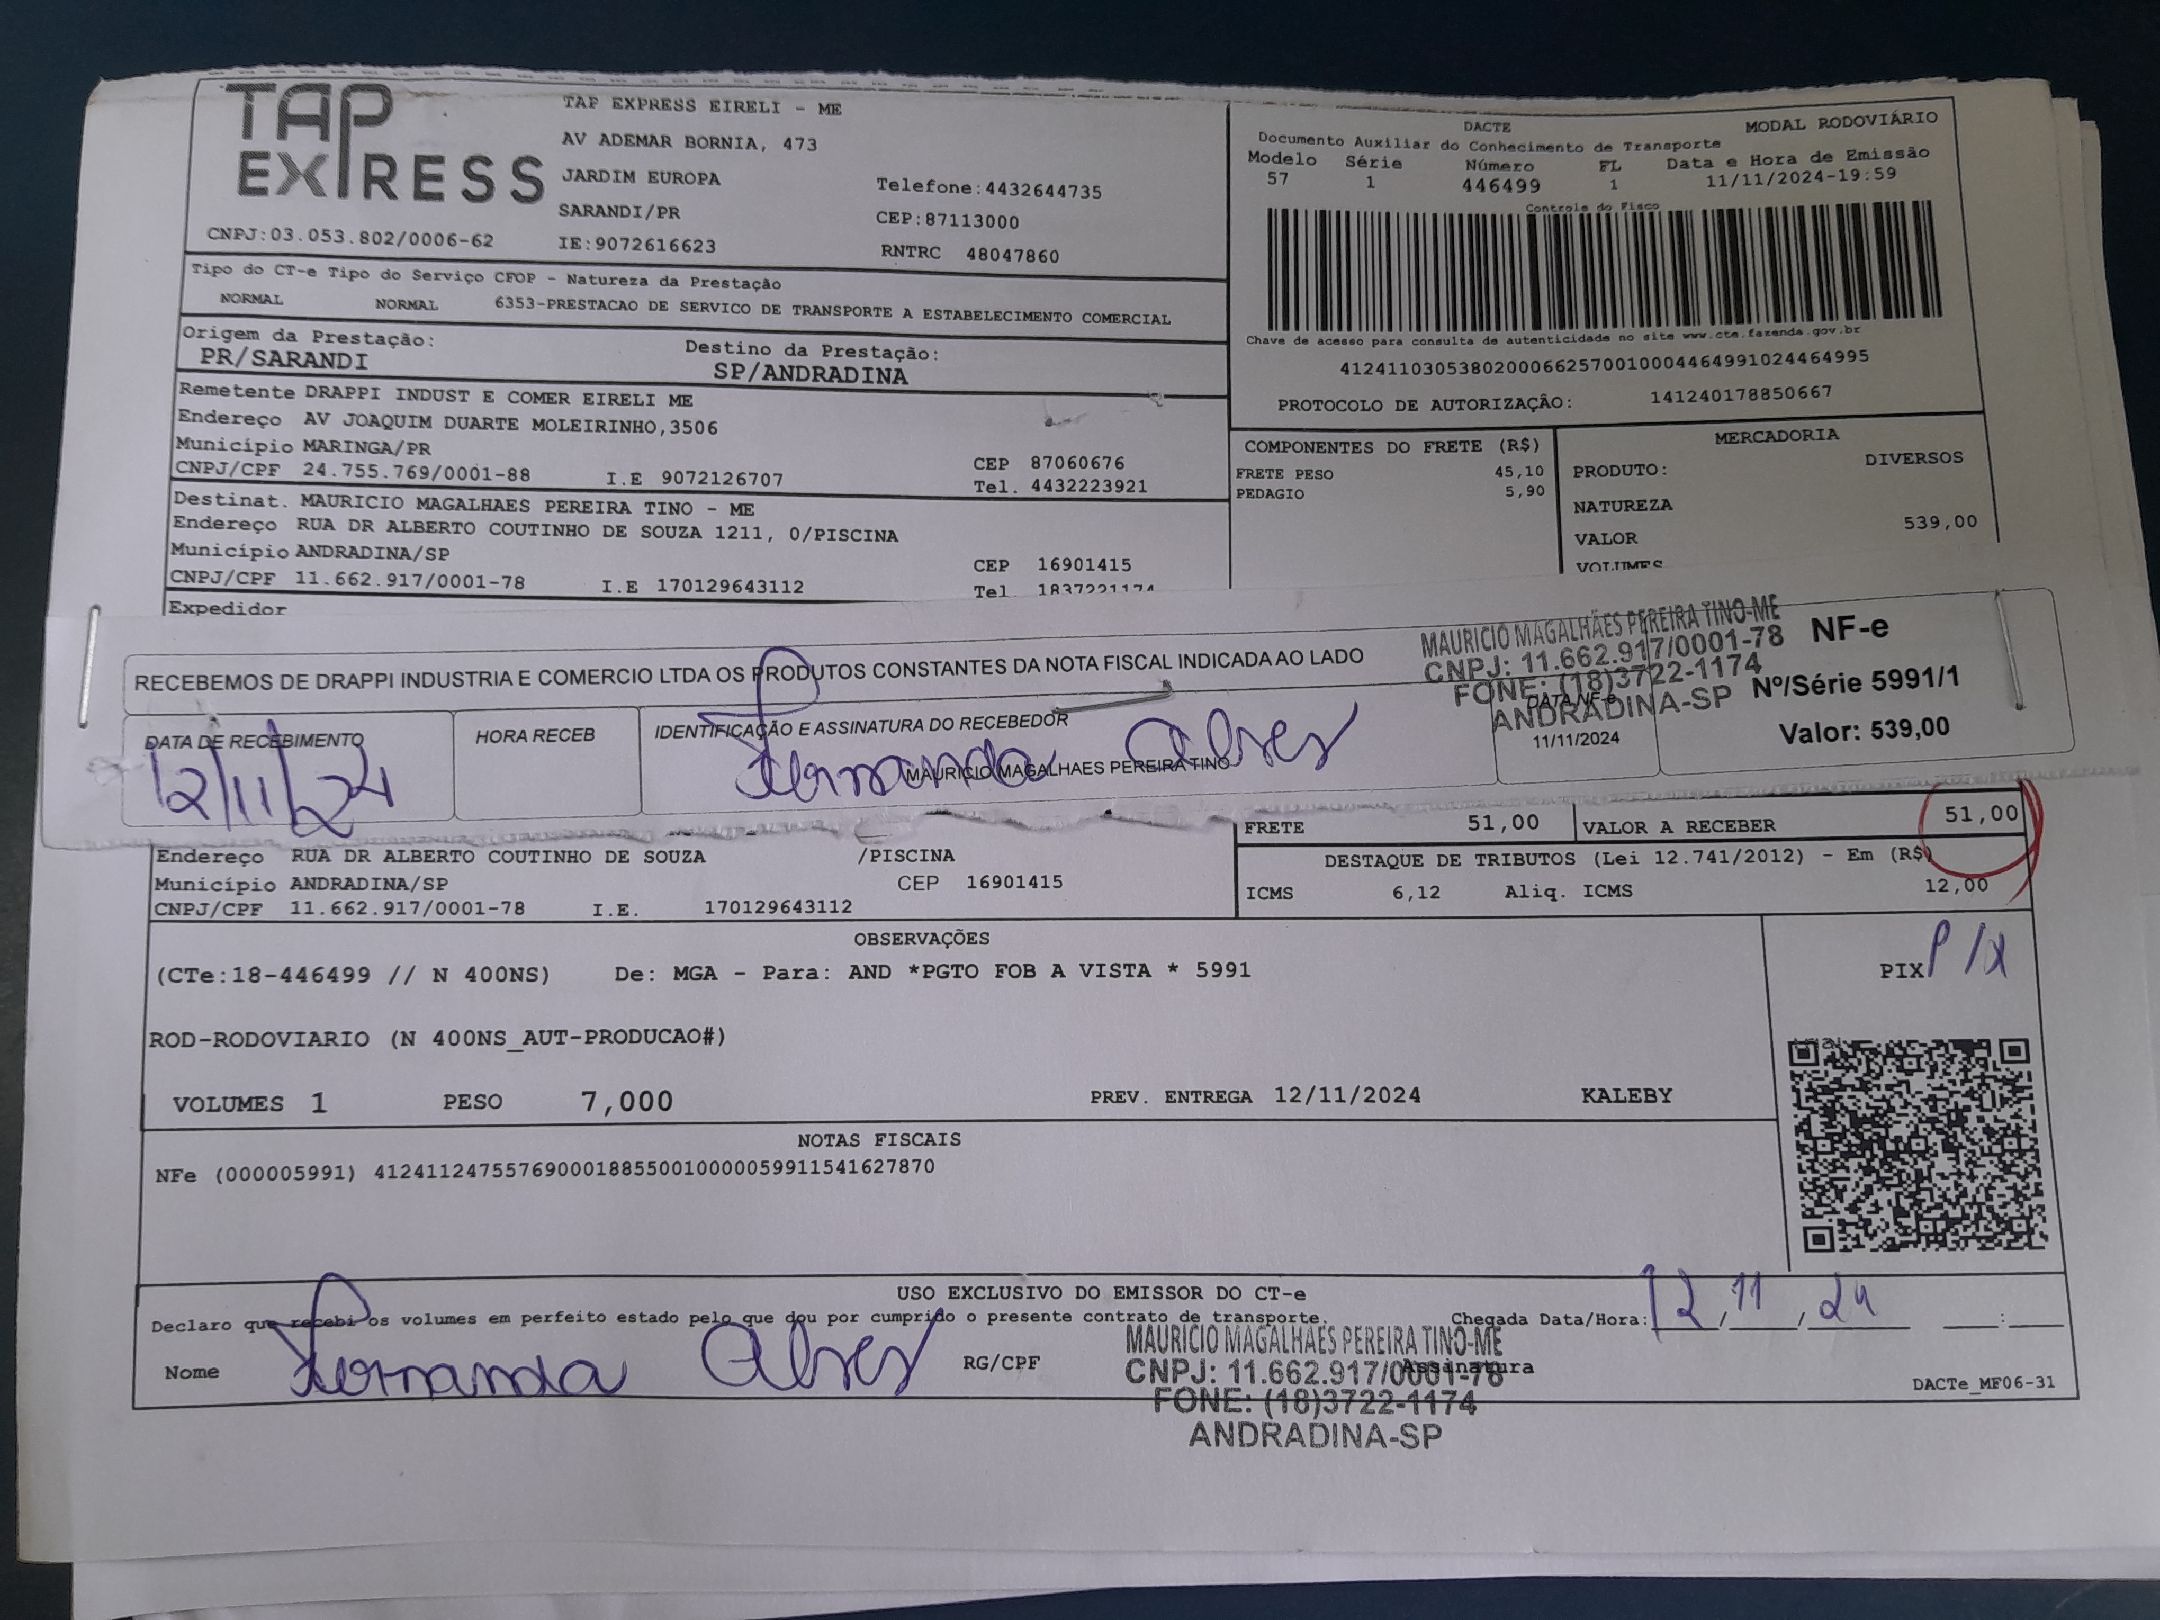 TAP EXPRESS
TAP EXPRESS EIRELI - ME
AV ADEMAR BORNIA, 473
JARDIM EUROPA
Telefone:4432644735
SARANDI/PR
CEP:87113000
CNPJ:03.053.802/0006-62
IE:9072616623
RNTRC 48047860
DACTE
MODAL RODOVIÁRIO
Documento Auxiliar do Conhecimento de Transporte
Modelo Série Número FL Data e Hora de Emissão
57 1 446499 1 11/11/2024-19:59
Controle do Fisco
Chave de acesso para consulta de autenticidade no site www.cte.fazenda.gov.br
41241103053802000662570010004464991024464995
PROTOCOLO DE AUTORIZAÇÃO: 141240178850667
Tipo do CT-e Tipo do Serviço CFOP - Natureza da Prestação
NORMAL NORMAL 6353-PRESTACAO DE SERVICO DE TRANSPORTE A ESTABELECIMENTO COMERCIAL
Origem da Prestação: Destino da Prestação:
PR/SARANDI SP/ANDRADINA
Remetente DRAPPI INDUST E COMER EIRELI ME
Endereço AV JOAQUIM DUARTE MOLEIRINHO,3506
Município MARINGA/PR CEP 87060676
CNPJ/CPF 24.755.769/0001-88 I.E 9072126707 Tel. 4432223921
Destinat. MAURICIO MAGALHAES PEREIRA TINO - ME
Endereço RUA DR ALBERTO COUTINHO DE SOUZA 1211, 0/PISCINA
Município ANDRADINA/SP CEP 16901415
CNPJ/CPF 11.662.917/0001-78 I.E 170129643112 Tel 1837221174
Expedidor
COMPONENTES DO FRETE (R$)
FRETE PESO 45,10
PEDAGIO 5,90
MERCADORIA
PRODUTO: DIVERSOS
NATUREZA
VALOR 539,00
VOLUMES
RECEBEMOS DE DRAPPI INDUSTRIA E COMERCIO LTDA OS PRODUTOS CONSTANTES DA NOTA FISCAL INDICADA AO LADO
MAURICIO MAGALHÃES PEREIRA TINO-ME
CNPJ: 11.662.917/0001-78
FONE: (18)3722-1174
ANDRADINA-SP
NF-e
Nº/Série 5991/1
Valor: 539,00
DATA DE RECEBIMENTO
12/11/24
HORA RECEB
IDENTIFICAÇÃO E ASSINATURA DO RECEBEDOR
Fernanda Alves
MAURICIO MAGALHAES PEREIRA TINO
DATA NF-e
11/11/2024
FRETE 51,00 VALOR A RECEBER 51,00
DESTAQUE DE TRIBUTOS (Lei 12.741/2012) - Em (R$)
ICMS 6,12 Aliq. ICMS 12,00
Endereço RUA DR ALBERTO COUTINHO DE SOUZA /PISCINA
Município ANDRADINA/SP CEP 16901415
CNPJ/CPF 11.662.917/0001-78 I.E. 170129643112
OBSERVAÇÕES
(CTe:18-446499 // N 400NS) De: MGA - Para: AND *PGTO FOB A VISTA * 5991
PIX PIX
ROD-RODOVIARIO (N 400NS_AUT-PRODUCAO#)
VOLUMES 1 PESO 7,000 PREV. ENTREGA 12/11/2024 KALEBY
NOTAS FISCAIS
NFe (000005991) 41241124755769000188550010000059911541627870
USO EXCLUSIVO DO EMISSOR DO CT-e
Declaro que recebi os volumes em perfeito estado pelo que dou por cumprido o presente contrato de transporte. Chegada Data/Hora: 12/11/24 :
Nome Fernanda Alves RG/CPF Assinatura
MAURICIO MAGALHÃES PEREIRA TINO-ME
CNPJ: 11.662.917/0001-78
FONE: (18)3722-1174
ANDRADINA-SP
DACTe_MF06-31